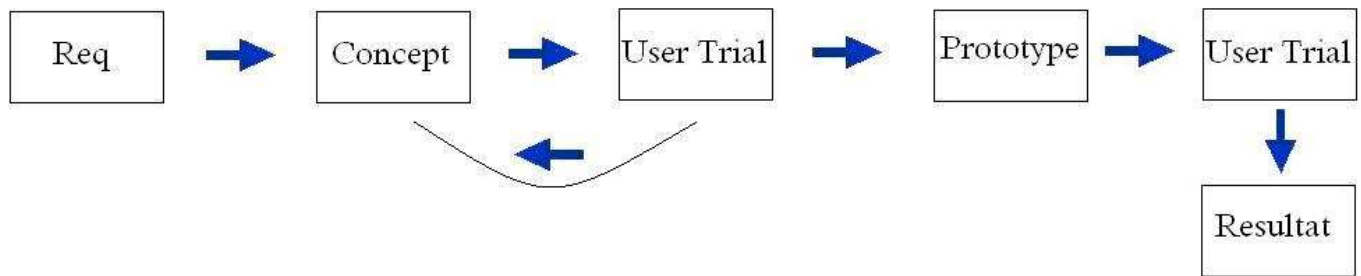 Req
Concept
User Trial
Prototype
User Trial
Resultat